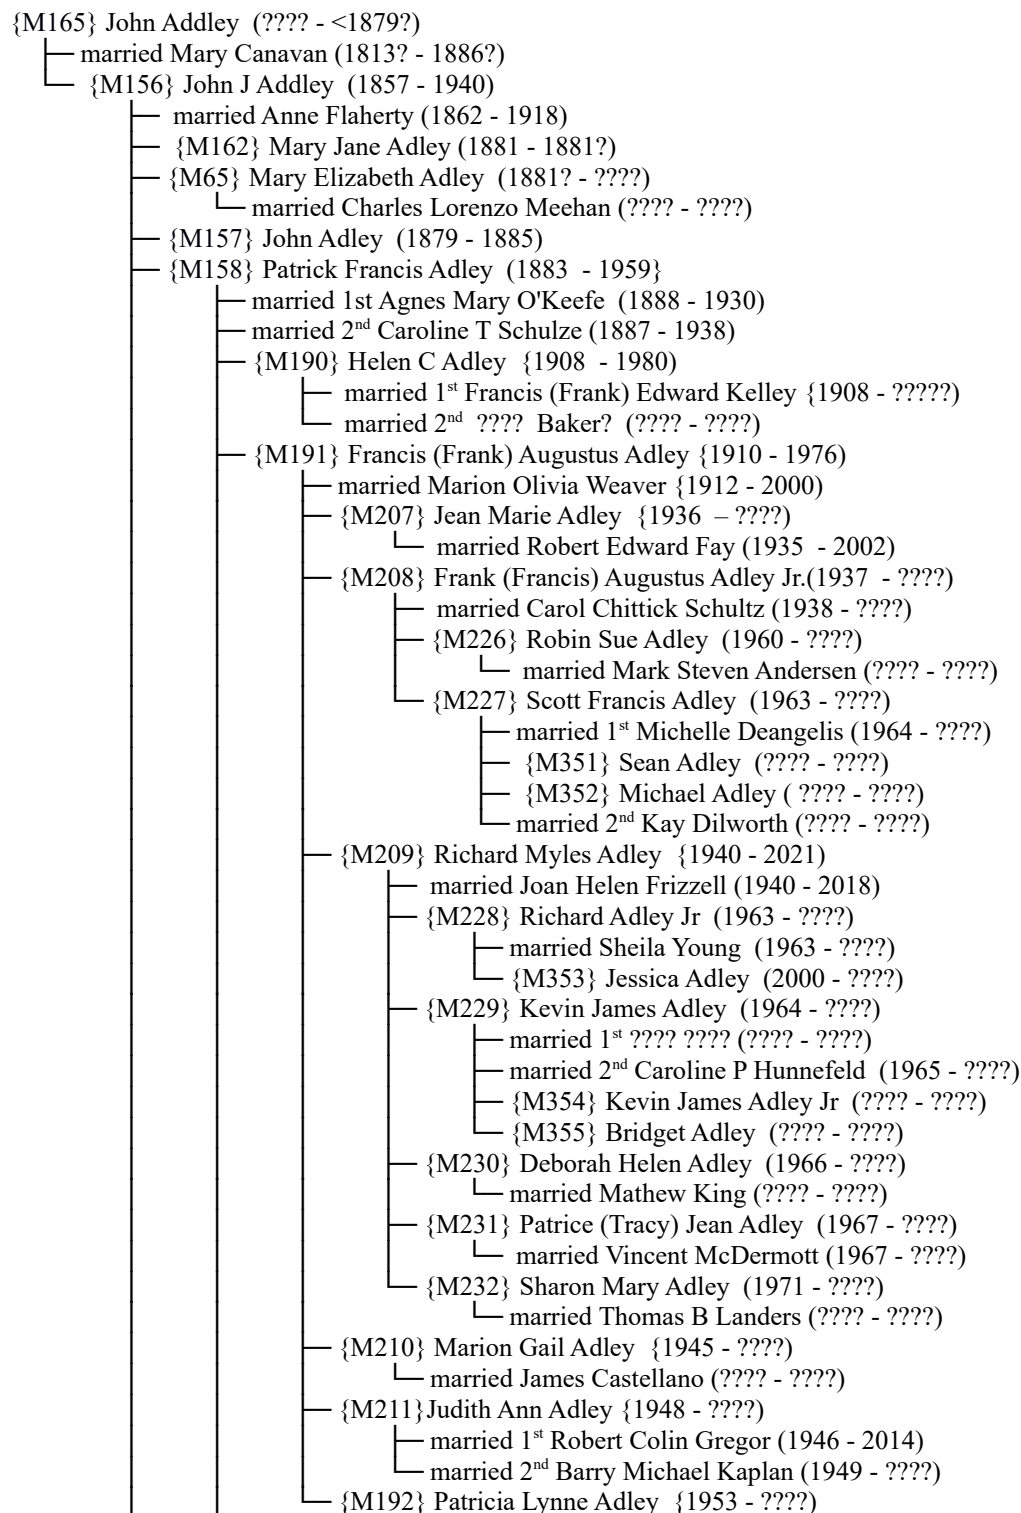 {M165} John Addley (???? - <1879?)
married Mary Canavan (1813? - 1886?)
{M156} John J Addley (1857 - 1940)
married Anne Flaherty (1862 - 1918)
{M162} Mary Jane Adley (1881 - 1881?)
{M65} Mary Elizabeth Adley (1881? - ????)
married Charles Lorenzo Meehan (???? - ????)
{M157} John Adley (1879 - 1885)
{M158} Patrick Francis Adley (1883 - 1959}
married 1st Agnes Mary O'Keefe (1888 - 1930)
married 2nd Caroline T Schulze (1887 - 1938)
{M190} Helen C Adley {1908 - 1980)
married 1st Francis (Frank) Edward Kelley {1908 - ?????)
married 2nd ???? Baker? (???? - ????)
{M191} Francis (Frank) Augustus Adley {1910 - 1976)
married Marion Olivia Weaver {1912 - 2000)
{M207} Jean Marie Adley {1936 – ????)
married Robert Edward Fay (1935 - 2002)
{M208} Frank (Francis) Augustus Adley Jr.(1937 - ????)
married Carol Chittick Schultz (1938 - ????)
{M226} Robin Sue Adley (1960 - ????)
married Mark Steven Andersen (???? - ????)
{M227} Scott Francis Adley (1963 - ????)
married 1st Michelle Deangelis (1964 - ????)
{M351} Sean Adley (???? - ????)
{M352} Michael Adley ( ???? - ????)
married 2nd Kay Dilworth (???? - ????)
{M209} Richard Myles Adley {1940 - 2021)
married Joan Helen Frizzell (1940 - 2018)
{M228} Richard Adley Jr (1963 - ????)
married Sheila Young (1963 - ????)
{M353} Jessica Adley (2000 - ????)
{M229} Kevin James Adley (1964 - ????)
married 1st ???? ???? (???? - ????)
married 2nd Caroline P Hunnefeld (1965 - ????)
{M354} Kevin James Adley Jr (???? - ????)
{M355} Bridget Adley (???? - ????)
{M230} Deborah Helen Adley (1966 - ????)
married Mathew King (???? - ????)
{M231} Patrice (Tracy) Jean Adley (1967 - ????)
married Vincent McDermott (1967 - ????)
{M232} Sharon Mary Adley (1971 - ????)
married Thomas B Landers (???? - ????)
{M210} Marion Gail Adley {1945 - ????)
married James Castellano (???? - ????)
{M211}Judith Ann Adley {1948 - ????)
married 1st Robert Colin Gregor (1946 - 2014)
married 2nd Barry Michael Kaplan (1949 - ????)
{M192} Patricia Lynne Adley {1953 - ????)